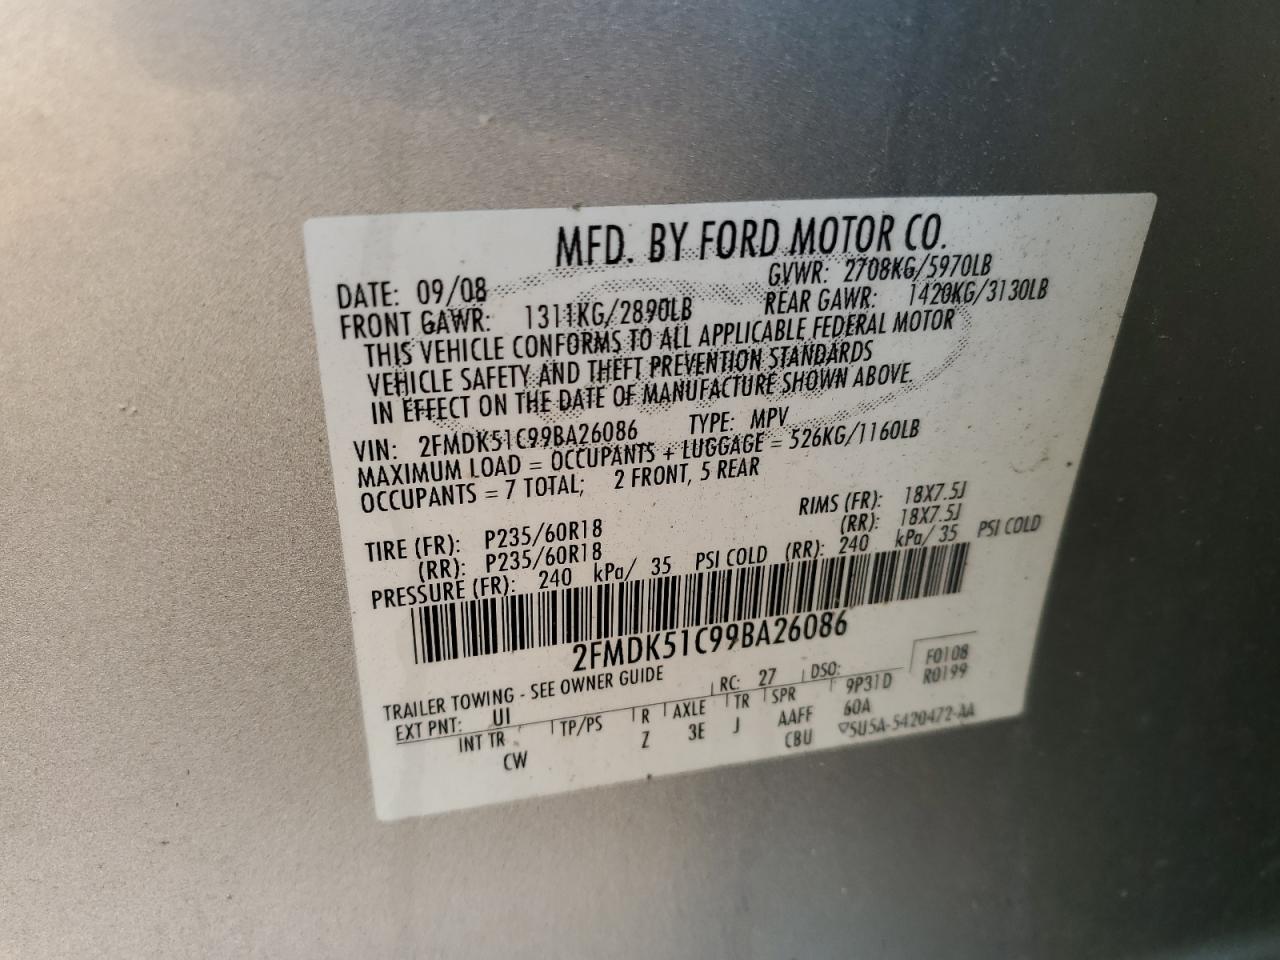 MFD. BY FORD MOTOR CO.
DATE: 09/08 GVWR: 2708KG/5970LB
FRONT GAWR: 1311KG/2890LB REAR GAWR: 1420KG/3130LB
THIS VEHICLE CONFORMS TO ALL APPLICABLE FEDERAL MOTOR
VEHICLE SAFETY AND THEFT PREVENTION STANDARDS
IN EFFECT ON THE DATE OF MANUFACTURE SHOWN ABOVE.
VIN: 2FMDK51C99BA26086 TYPE: MPV
MAXIMUM LOAD = OCCUPANTS + LUGGAGE = 526KG/1160LB
OCCUPANTS = 7 TOTAL; 2 FRONT, 5 REAR
TIRE (FR): P235/60R18 RIMS (FR): 18X7.5J
(RR): P235/60R18 (RR): 18X7.5J
PRESSURE (FR): 240 kPa/ 35 PSI COLD (RR): 240 kPa/ 35 PSI COLD
2FMDK51C99BA26086
TRAILER TOWING - SEE OWNER GUIDE F0108
EXT PNT: UI RC: 27 DSO: R0199
INT TR TP/PS R AXLE TR SPR 9P31D
CW Z 3E J AAFF 60A
CBU ▽5U5A-5420472-AA